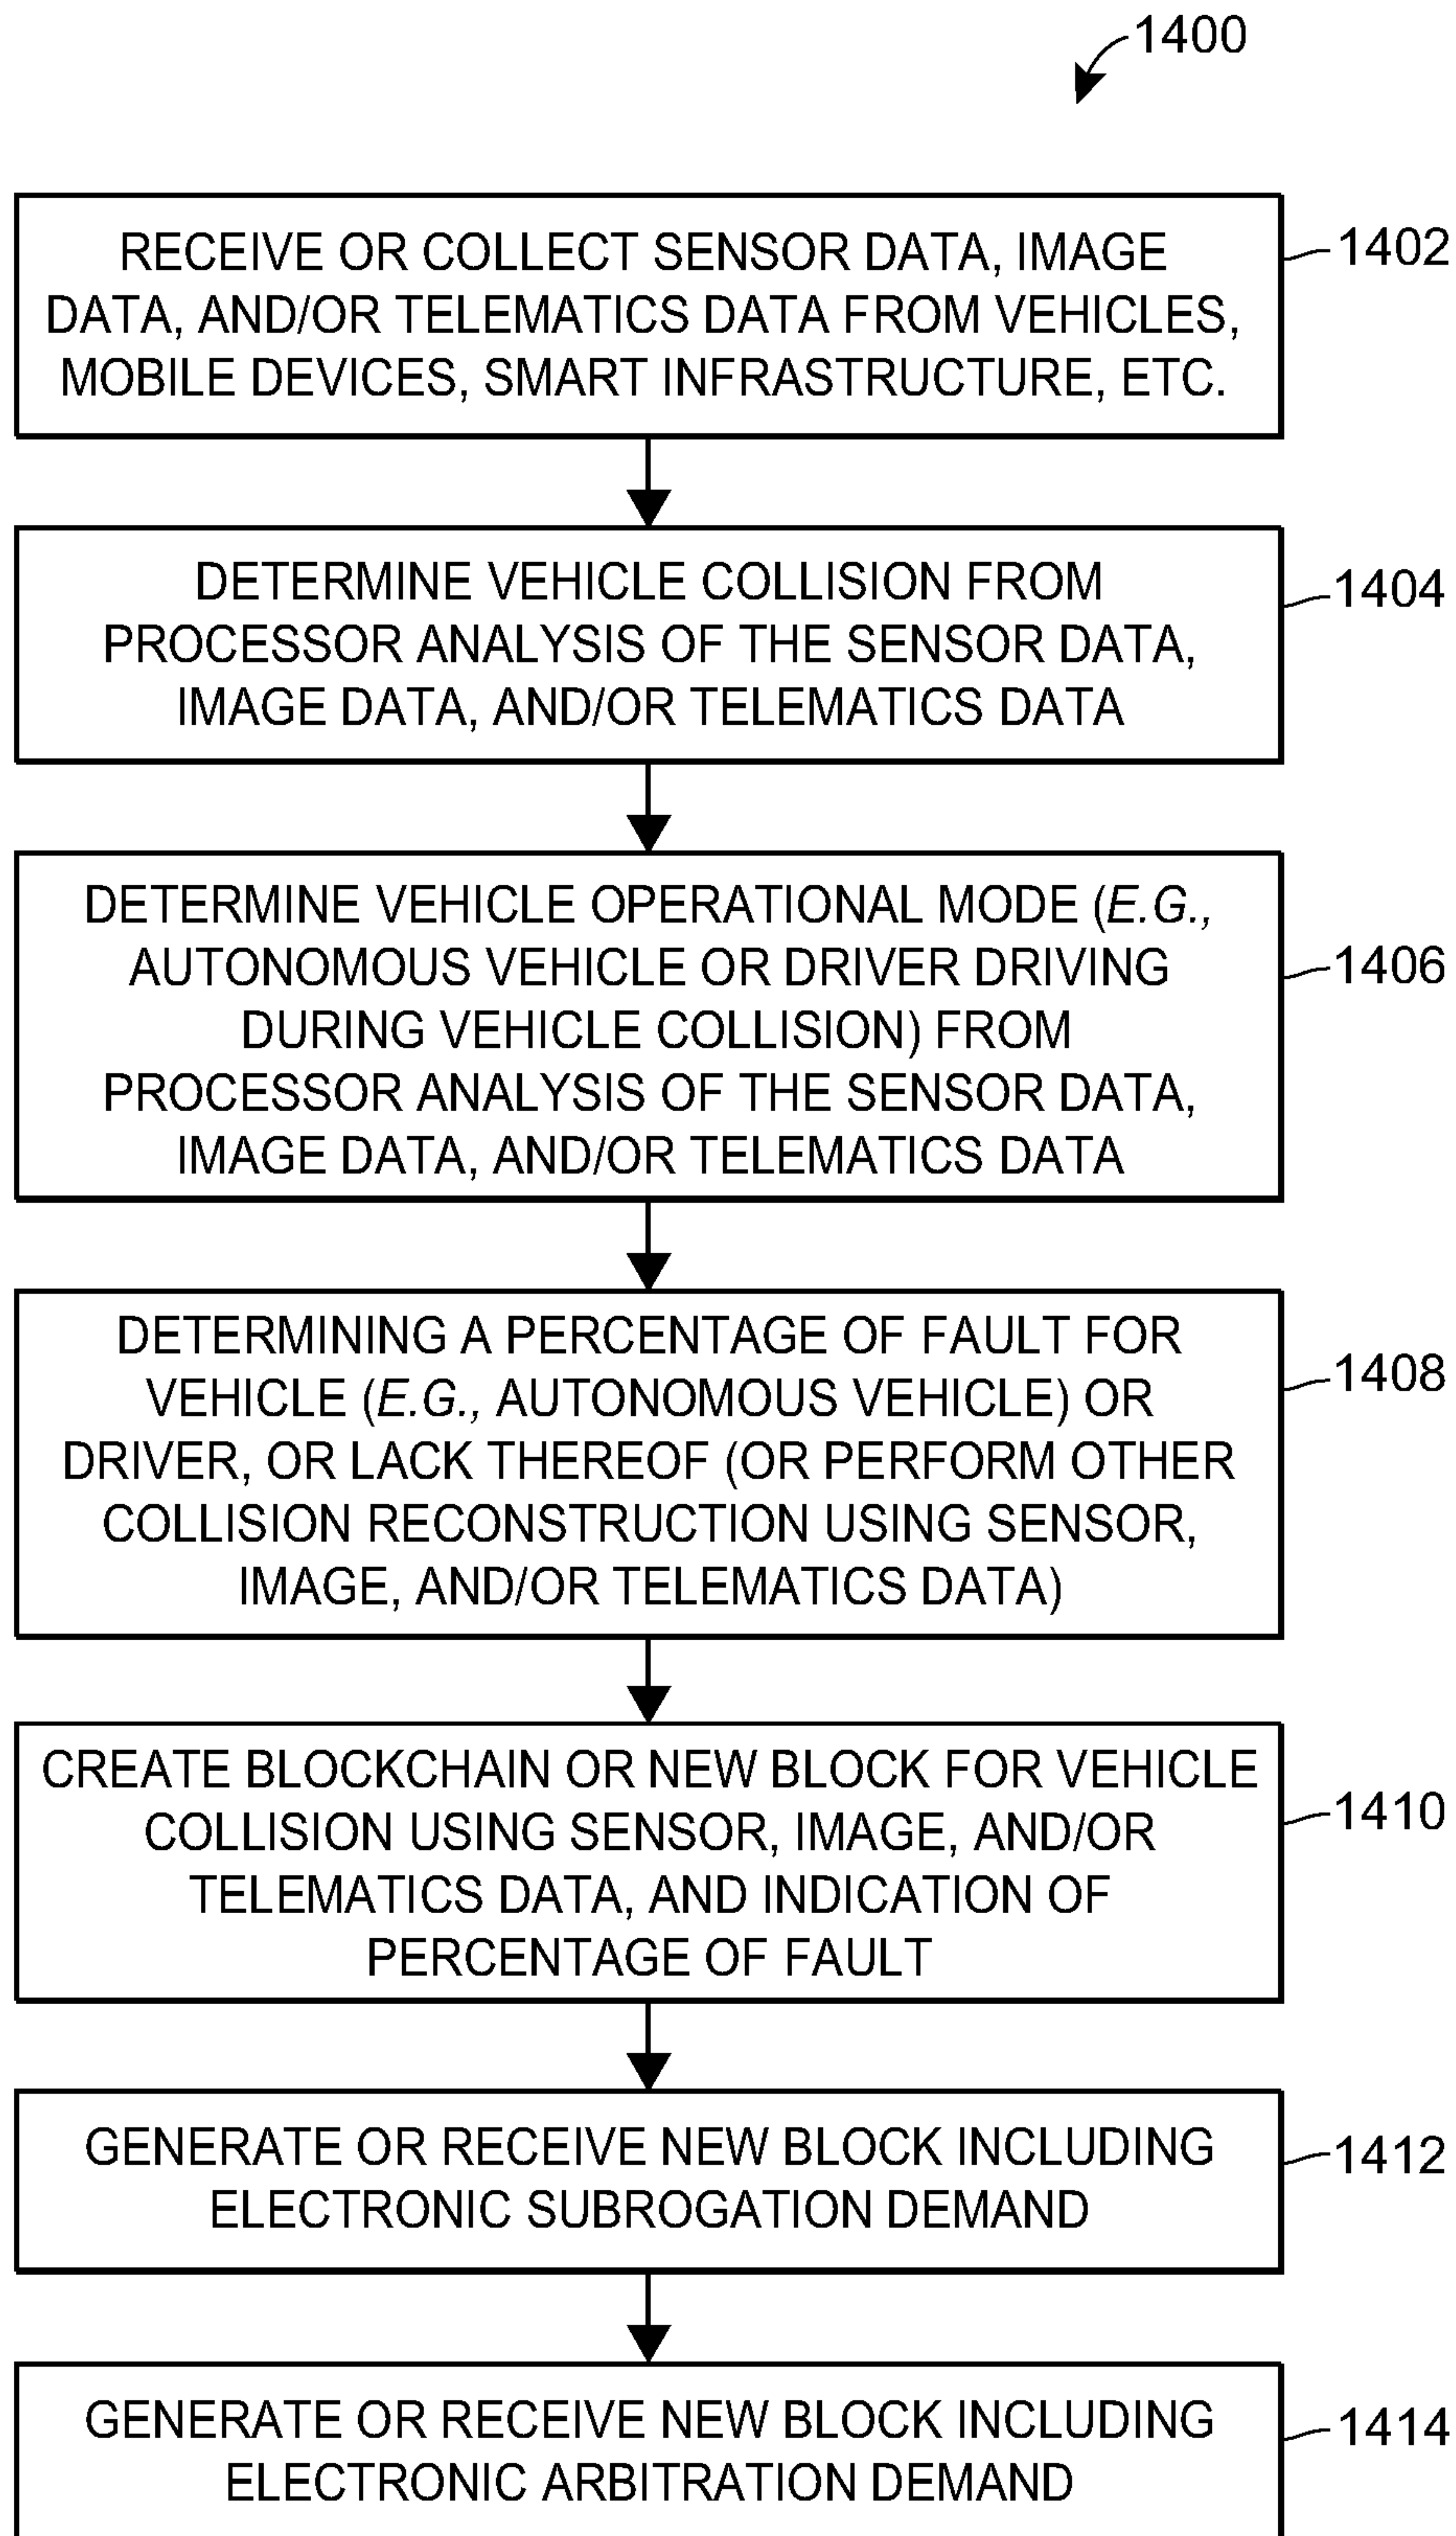 1400
RECEIVE OR COLLECT SENSOR DATA, IMAGE
DATA, AND/OR TELEMATICS DATA FROM VEHICLES,
MOBILE DEVICES, SMART INFRASTRUCTURE, ETC.
1402
DETERMINE VEHICLE COLLISION FROM
PROCESSOR ANALYSIS OF THE SENSOR DATA,
IMAGE DATA, AND/OR TELEMATICS DATA
1404
DETERMINE VEHICLE OPERATIONAL MODE (E.G.,
AUTONOMOUS VEHICLE OR DRIVER DRIVING
DURING VEHICLE COLLISION) FROM
PROCESSOR ANALYSIS OF THE SENSOR DATA,
IMAGE DATA, AND/OR TELEMATICS DATA
1406
DETERMINING A PERCENTAGE OF FAULT FOR
VEHICLE (E.G., AUTONOMOUS VEHICLE) OR
DRIVER, OR LACK THEREOF (OR PERFORM OTHER
COLLISION RECONSTRUCTION USING SENSOR,
IMAGE, AND/OR TELEMATICS DATA)
1408
CREATE BLOCKCHAIN OR NEW BLOCK FOR VEHICLE
COLLISION USING SENSOR, IMAGE, AND/OR
TELEMATICS DATA, AND INDICATION OF
PERCENTAGE OF FAULT
1410
GENERATE OR RECEIVE NEW BLOCK INCLUDING
ELECTRONIC SUBROGATION DEMAND
1412
GENERATE OR RECEIVE NEW BLOCK INCLUDING
ELECTRONIC ARBITRATION DEMAND
1414